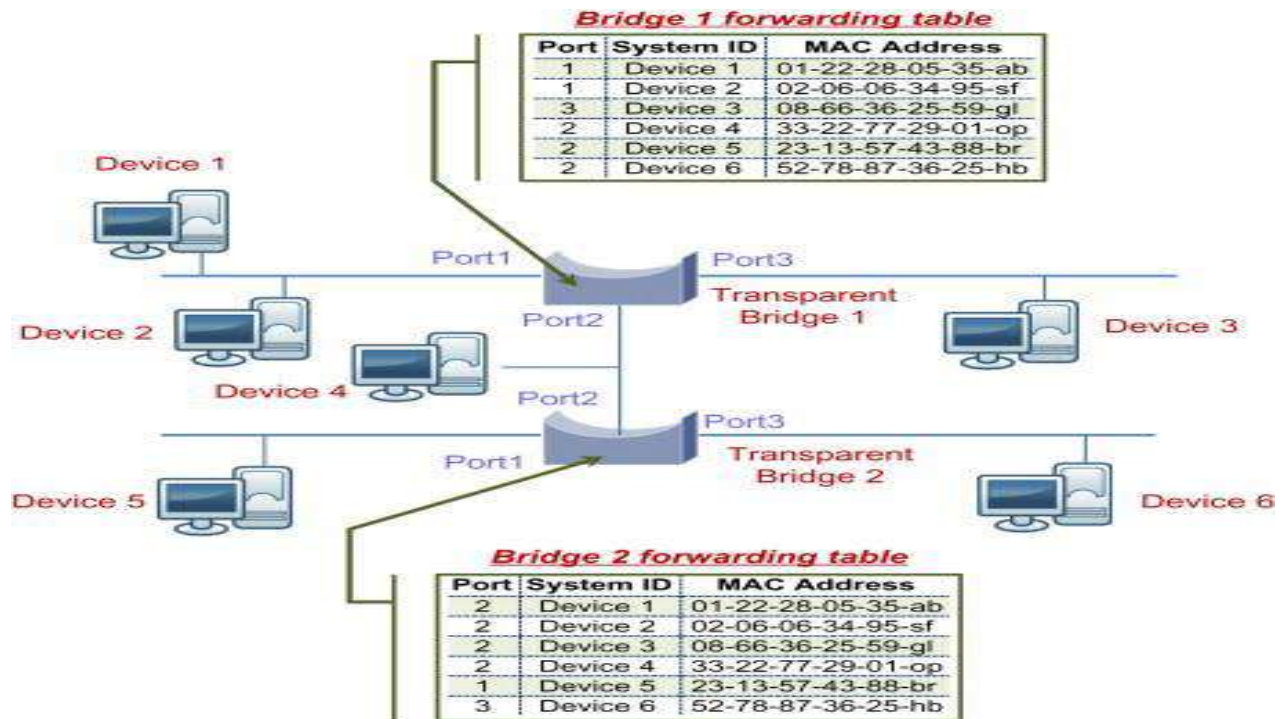 Bridge 1 forwarding table
Port System ID MAC Address
1 Device 1 01-22-28-05-35-ab
1 Device 2 02-06-06-34-95-sf
3 Device 3 08-66-36-25-59-gl
2 Device 4 33-22-77-29-01-op
2 Device 5 23-13-57-43-88-br
2 Device 6 52-78-87-36-25-hb
Device 1
Port1
Port3
Transparent
Bridge 1
Device 2
Port2
Device 3
Device 4
Port2
Port3
Port1
Transparent
Bridge 2
Device 5
Device 6
Bridge 2 forwarding table
Port System ID MAC Address
2 Device 1 01-22-28-05-35-ab
2 Device 2 02-06-06-34-95-sf
2 Device 3 08-66-36-25-59-gl
2 Device 4 33-22-77-29-01-op
1 Device 5 23-13-57-43-88-br
3 Device 6 52-78-87-36-25-hb